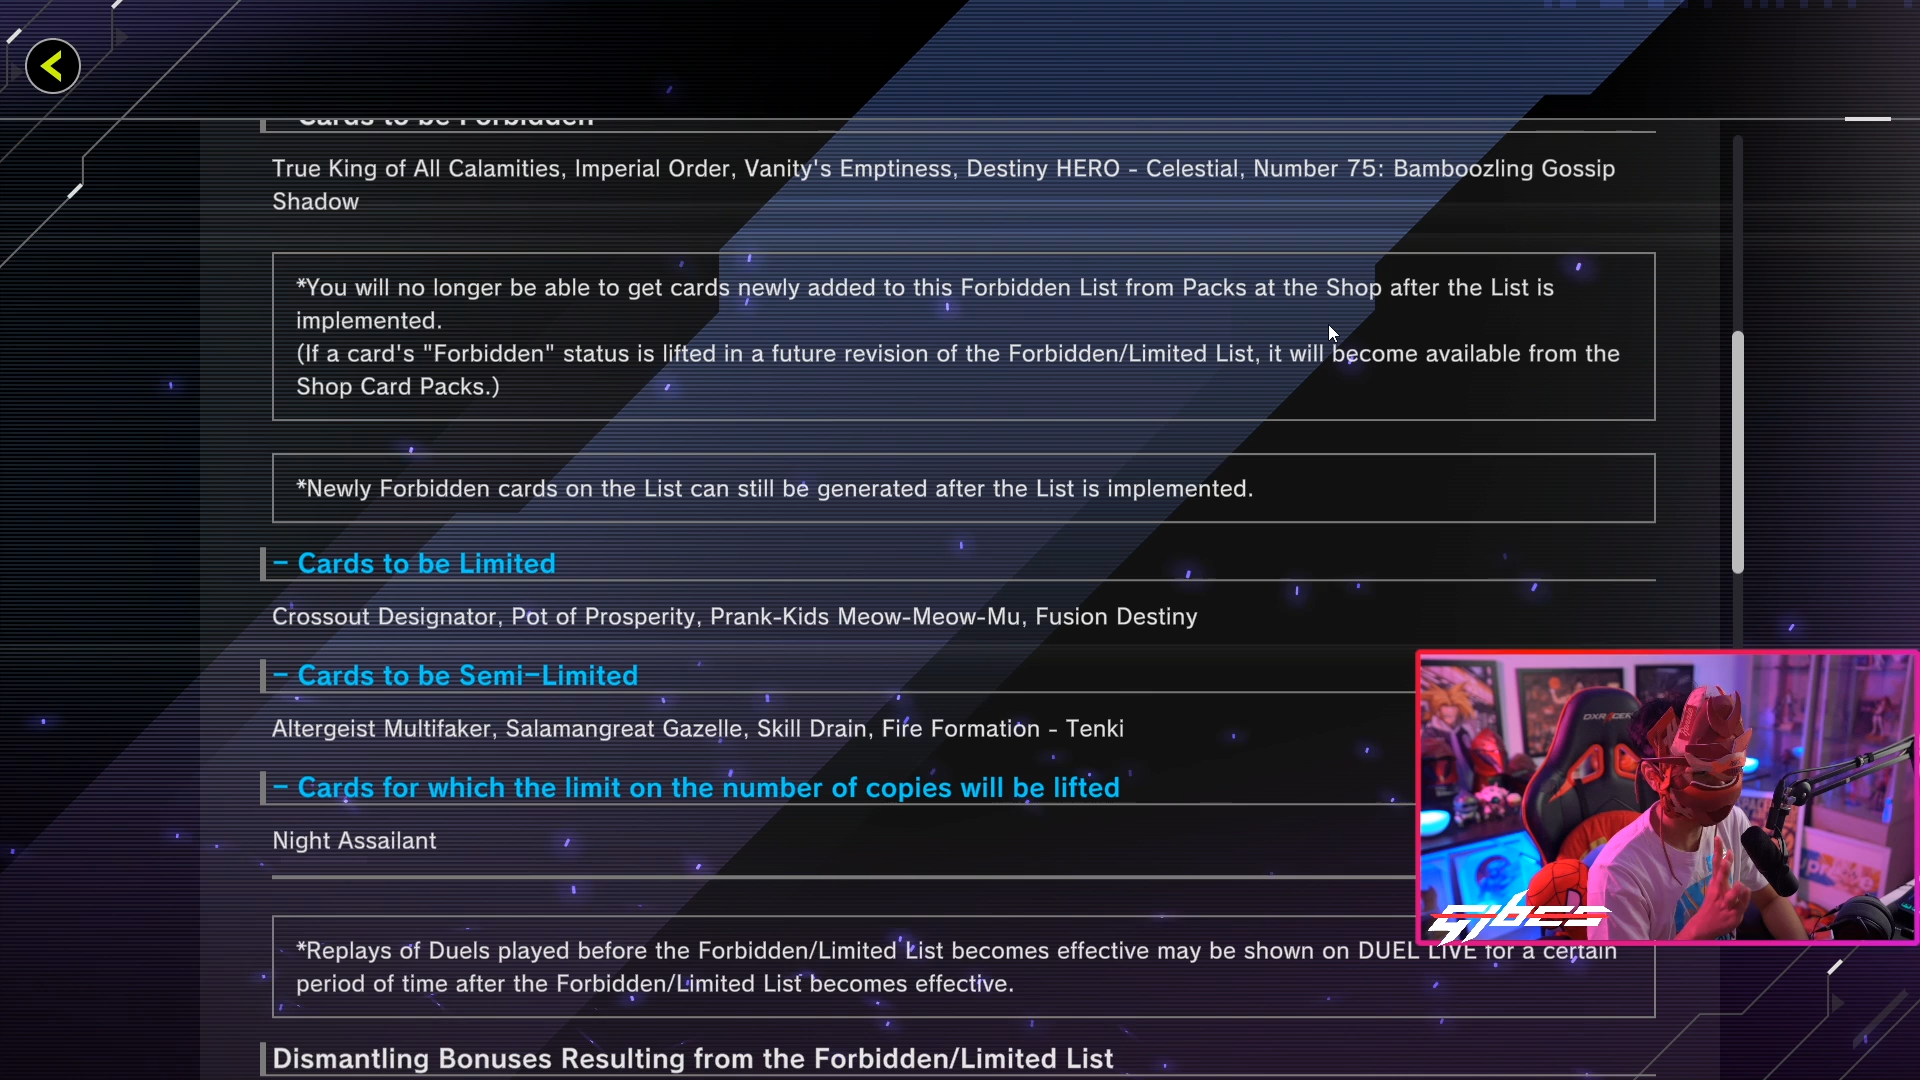 Cards to be Forbidden
True King of All Calamities, Imperial Order, Vanity's Emptiness, Destiny HERO - Celestial, Number 75: Bamboozling Gossip
Shadow
*You will no longer be able to get cards newly added to this Forbidden List from Packs at the Shop after the List is
implemented.
(If a card's "Forbidden" status is lifted in a future revision of the Forbidden/Limited List, it will become available from the
Shop Card Packs.)
*Newly Forbidden cards on the List can still be generated after the List is implemented.
– Cards to be Limited
Crossout Designator, Pot of Prosperity, Prank-Kids Meow-Meow-Mu, Fusion Destiny
– Cards to be Semi-Limited
Altergeist Multifaker, Salamangreat Gazelle, Skill Drain, Fire Formation - Tenki
– Cards for which the limit on the number of copies will be lifted
Night Assailant
*Replays of Duels played before the Forbidden/Limited List becomes effective may be shown on DUEL LIVE for a certain
period of time after the Forbidden/Limited List becomes effective.
Dismantling Bonuses Resulting from the Forbidden/Limited List